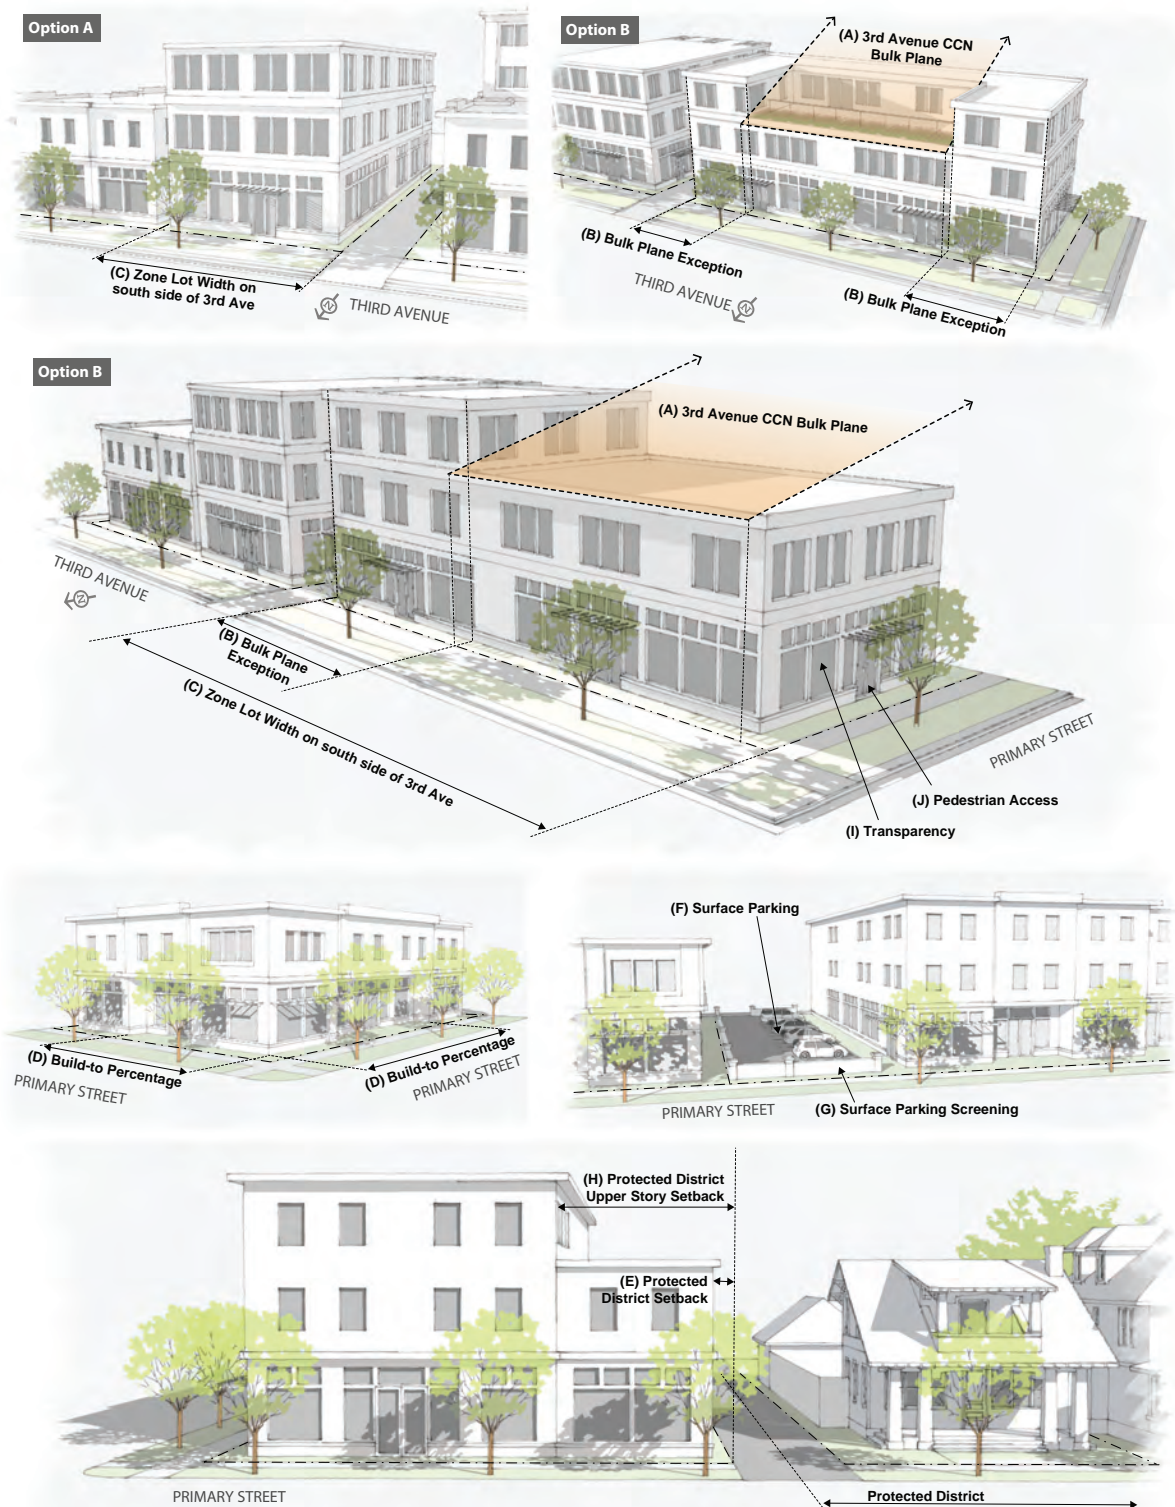 Option A
(C) Zone Lot Width on
south side of 3rd Ave
N
THIRD AVENUE
Option B
(A) 3rd Avenue CCN
Bulk Plane
(B) Bulk Plane Exception
THIRD AVENUE
N
(B) Bulk Plane Exception
Option B
(A) 3rd Avenue CCN Bulk Plane
THIRD AVENUE
N
(B) Bulk Plane
Exception
(C) Zone Lot Width on south side of 3rd Ave
PRIMARY STREET
(J) Pedestrian Access
(I) Transparency
(D) Build-to Percentage
PRIMARY STREET
(D) Build-to Percentage
PRIMARY STREET
(F) Surface Parking
PRIMARY STREET
(G) Surface Parking Screening
(H) Protected District
Upper Story Setback
(E) Protected
District Setback
PRIMARY STREET
Protected District